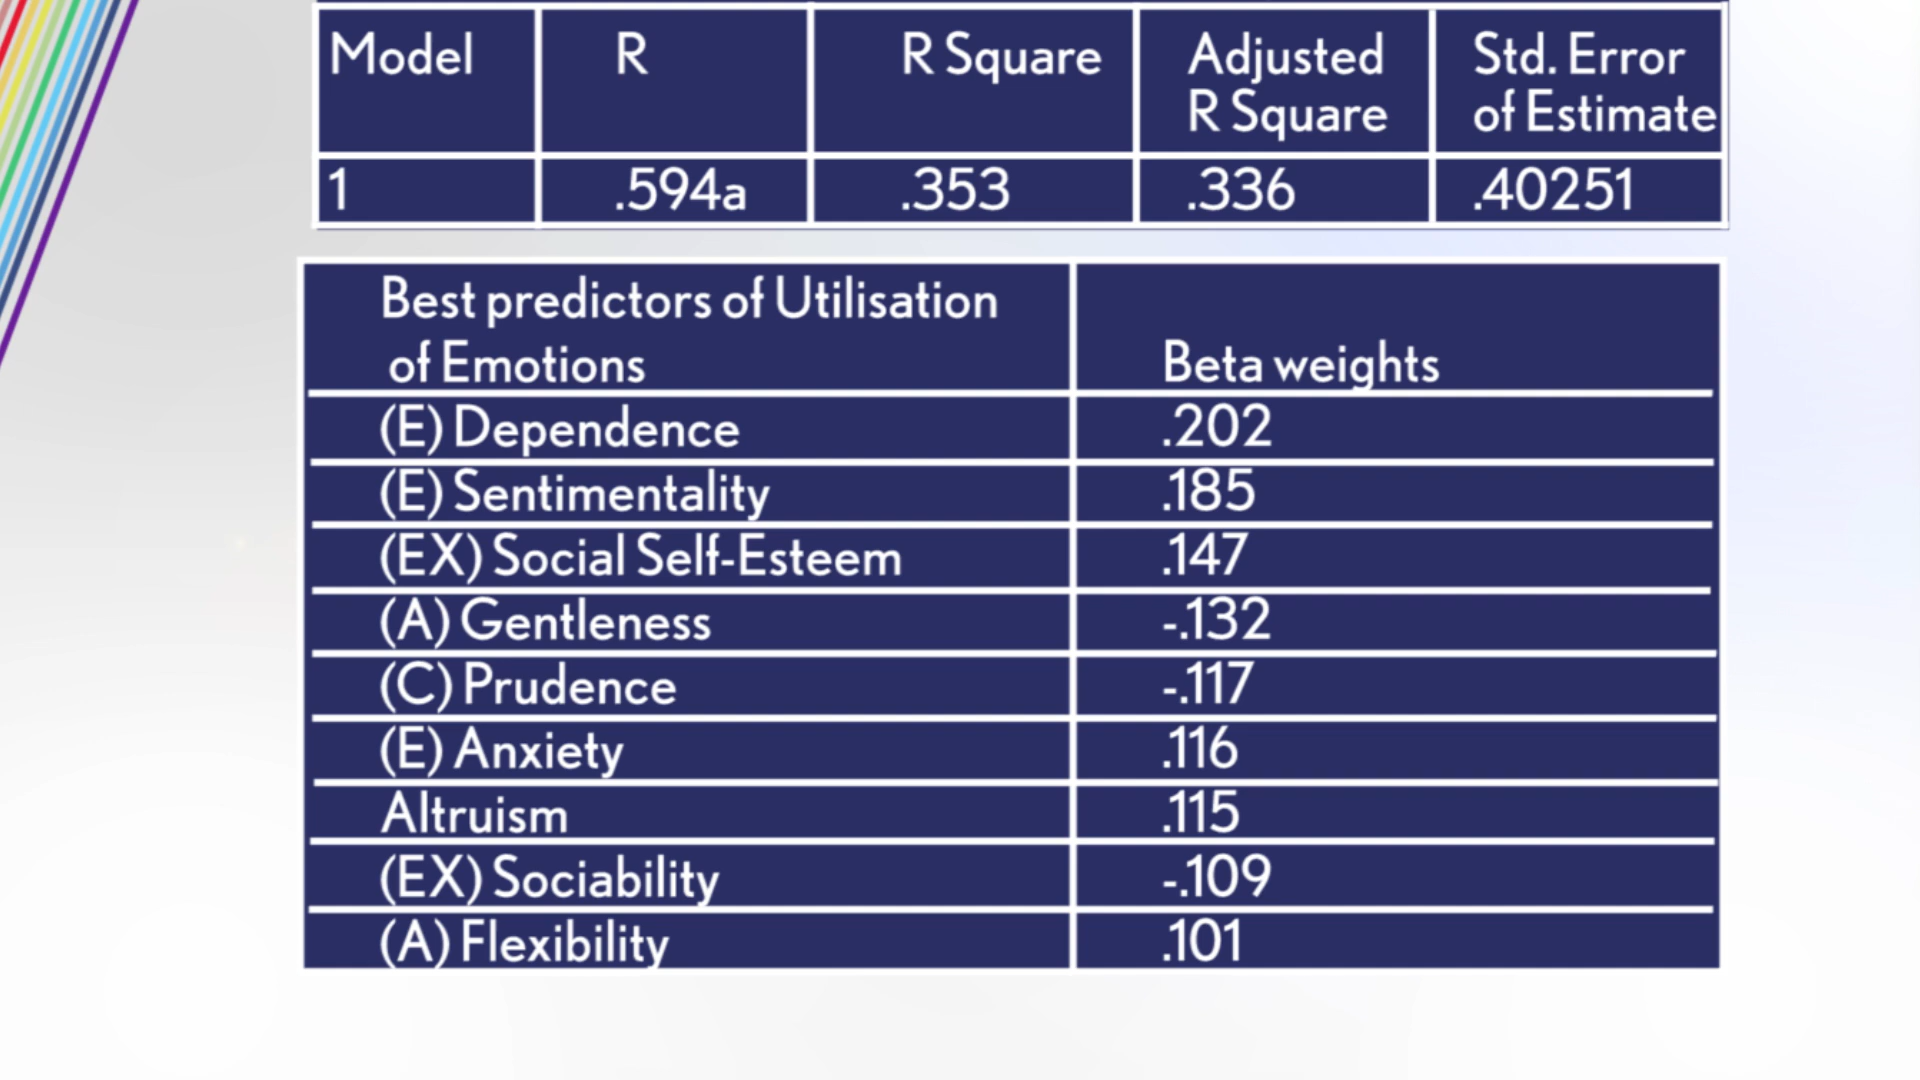 Model R R Square Adjusted R Square Std. Error of Estimate
1 .594a .353 .336 .40251
Best predictors of Utilisation
of Emotions Beta weights
(E) Dependence .202
(E) Sentimentality .185
(EX) Social Self-Esteem .147
(A) Gentleness -.132
(C) Prudence -.117
(E) Anxiety .116
Altruism .115
(EX) Sociability -.109
(A) Flexibility .101